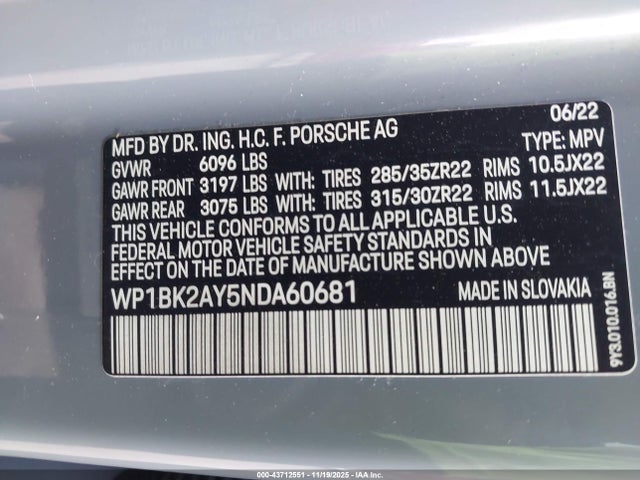 06/22
MFD BY DR. ING. H.C. F. PORSCHE AG
GVWR 6096 LBS TYPE: MPV
GAWR FRONT 3197 LBS WITH: TIRES 285/35ZR22 RIMS 10.5JX22
GAWR REAR 3075 LBS WITH: TIRES 315/30ZR22 RIMS 11.5JX22
THIS VEHICLE CONFORMS TO ALL APPLICABLE U.S.
FEDERAL MOTOR VEHICLE SAFETY STANDARDS IN
EFFECT ON THE DATE OF MANUFACTURE SHOWN ABOVE
WP1BK2AY5NDA60681 MADE IN SLOVAKIA
9Y3.010.016.BN
000-43712551 - 11/19/2025 - IAA Inc.